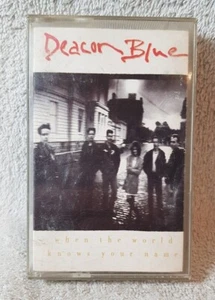 Deacon Blue
when the world
knows your name